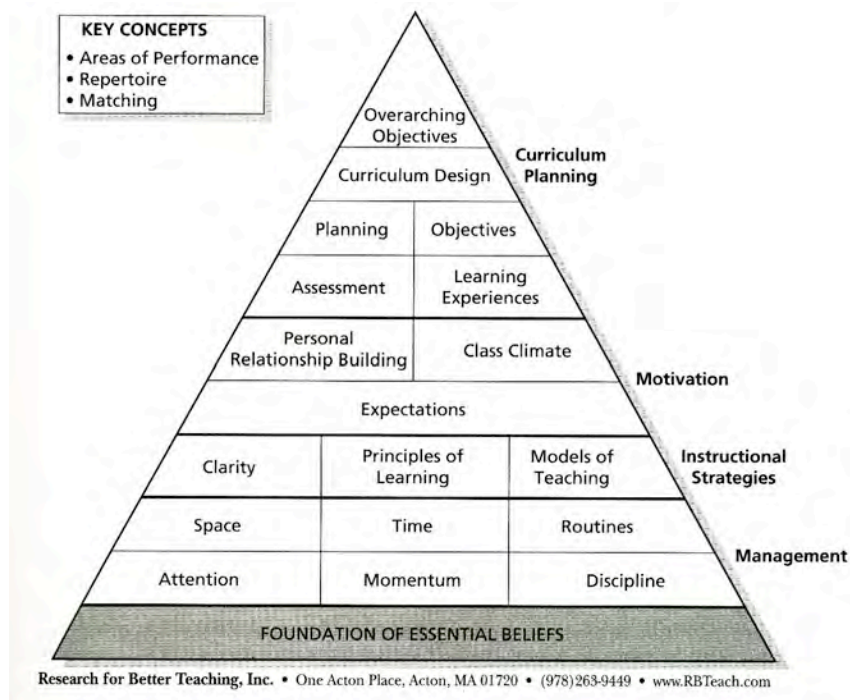 KEY CONCEPTS
• Areas of Performance
• Repertoire
• Matching
Overarching
Objectives
Curriculum Design
Curriculum
Planning
Planning
Objectives
Assessment
Learning
Experiences
Personal
Relationship Building
Class Climate
Motivation
Expectations
Clarity
Principles of
Learning
Models of
Teaching
Instructional
Strategies
Space
Time
Routines
Management
Attention
Momentum
Discipline
FOUNDATION OF ESSENTIAL BELIEFS
Research for Better Teaching, Inc. • One Acton Place, Acton, MA 01720 • (978)263-9449 • www.RBTeach.com